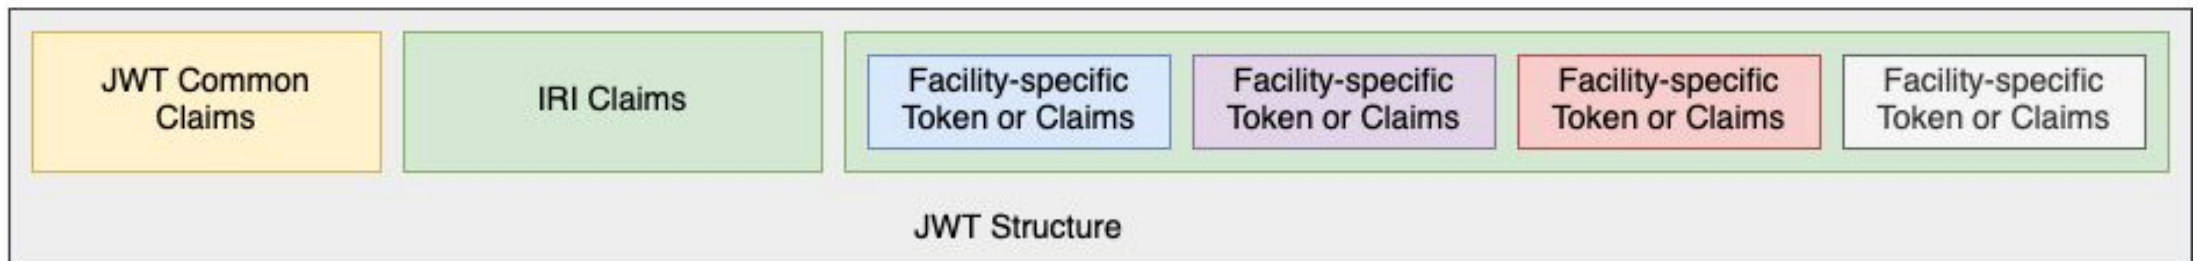 JWT Common
Claims
IRI Claims
Facility-specific
Token or Claims
Facility-specific
Token or Claims
Facility-specific
Token or Claims
Facility-specific
Token or Claims
JWT Structure